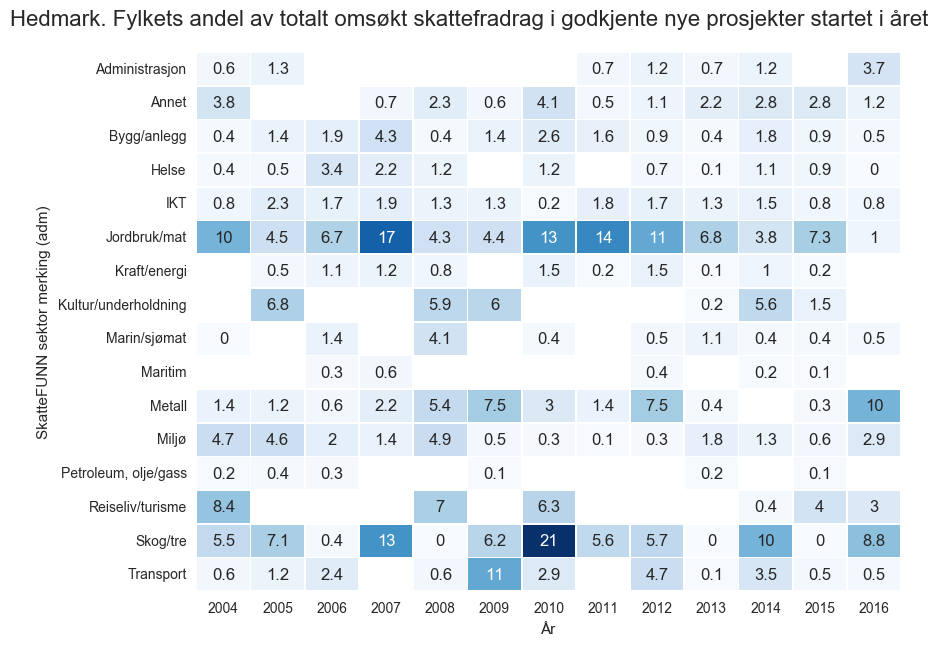 Hedmark. Fylkets andel av totalt omsøkt skattefradrag i godkjente nye prosjekter startet i året
SkatteFUNN sektor merking (adm)
Administrasjon 0.6 1.3 0.7 1.2 0.7 1.2 3.7
Annet 3.8 0.7 2.3 0.6 4.1 0.5 1.1 2.2 2.8 2.8 1.2
Bygg/anlegg 0.4 1.4 1.9 4.3 0.4 1.4 2.6 1.6 0.9 0.4 1.8 0.9 0.5
Helse 0.4 0.5 3.4 2.2 1.2 1.2 0.7 0.1 1.1 0.9 0
IKT 0.8 2.3 1.7 1.9 1.3 1.3 0.2 1.8 1.7 1.3 1.5 0.8 0.8
Jordbruk/mat 10 4.5 6.7 17 4.3 4.4 13 14 11 6.8 3.8 7.3 1
Kraft/energi 0.5 1.1 1.2 0.8 1.5 0.2 1.5 0.1 1 0.2
Kultur/underholdning 6.8 5.9 6 0.2 5.6 1.5
Marin/sjømat 0 1.4 4.1 0.4 0.5 1.1 0.4 0.4 0.5
Maritim 0.3 0.6 0.4 0.2 0.1
Metall 1.4 1.2 0.6 2.2 5.4 7.5 3 1.4 7.5 0.4 0.3 10
Miljø 4.7 4.6 2 1.4 4.9 0.5 0.3 0.1 0.3 1.8 1.3 0.6 2.9
Petroleum, olje/gass 0.2 0.4 0.3 0.1 0.2 0.1
Reiseliv/turisme 8.4 7 6.3 0.4 4 3
Skog/tre 5.5 7.1 0.4 13 0 6.2 21 5.6 5.7 0 10 0 8.8
Transport 0.6 1.2 2.4 0.6 11 2.9 4.7 0.1 3.5 0.5 0.5
2004 2005 2006 2007 2008 2009 2010 2011 2012 2013 2014 2015 2016
År